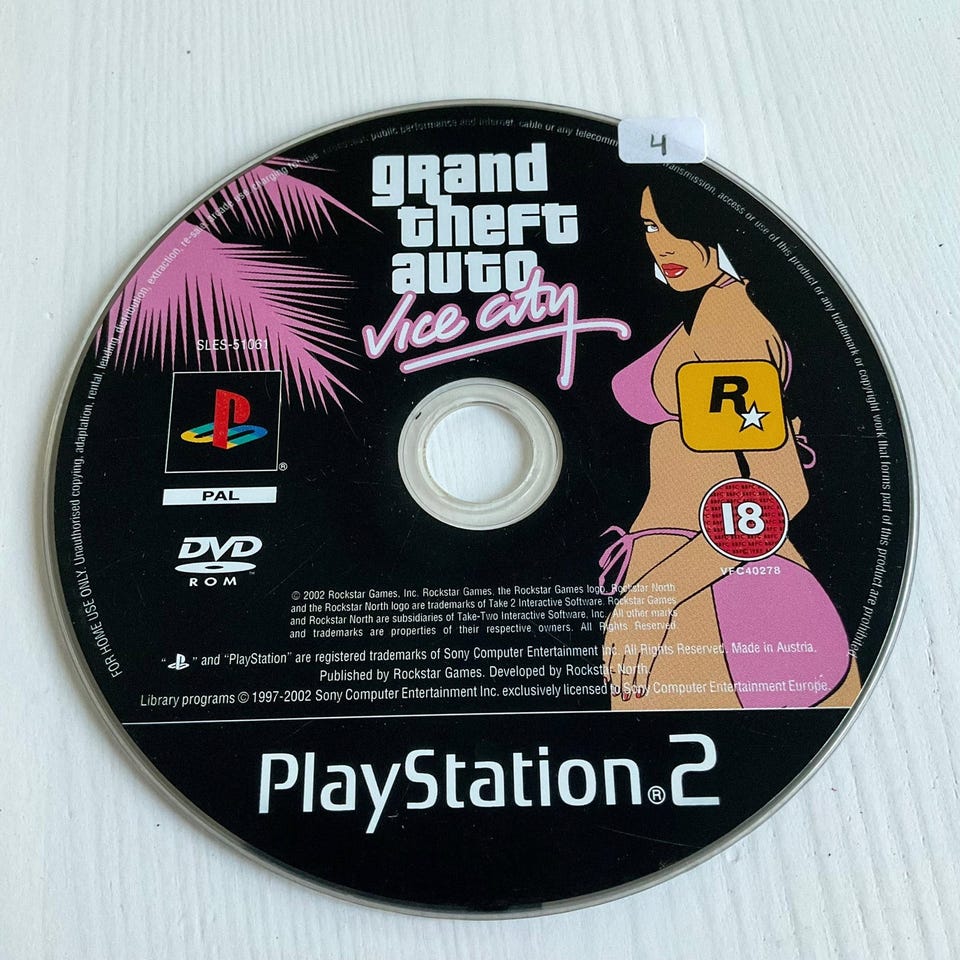 FOR HOME USE ONLY. Unauthorised copying, adaptation, rental, lending, distribution, extraction, re-sale, arcade use, charging for use, public performance and internet, cable or any telecomm
transmission, access or use of this product or any trademark or copyright work that forms part of this product are prohibited.
4
grand
theft
auto
Vice City
SLES-51061
R
PAL
18
VFC40278
DVD
ROM
© 2002 Rockstar Games, Inc. Rockstar Games, the Rockstar Games logo, Rockstar North
and the Rockstar North logo are trademarks of Take 2 Interactive Software. Rockstar Games
and Rockstar North are subsidiaries of Take-Two Interactive Software, Inc. All other marks
and trademarks are properties of their respective owners. All Rights Reserved.
" " and "PlayStation" are registered trademarks of Sony Computer Entertainment Inc. All Rights Reserved. Made in Austria.
Published by Rockstar Games. Developed by Rockstar North.
Library programs © 1997-2002 Sony Computer Entertainment Inc. exclusively licensed to Sony Computer Entertainment Europe.
PlayStation®2